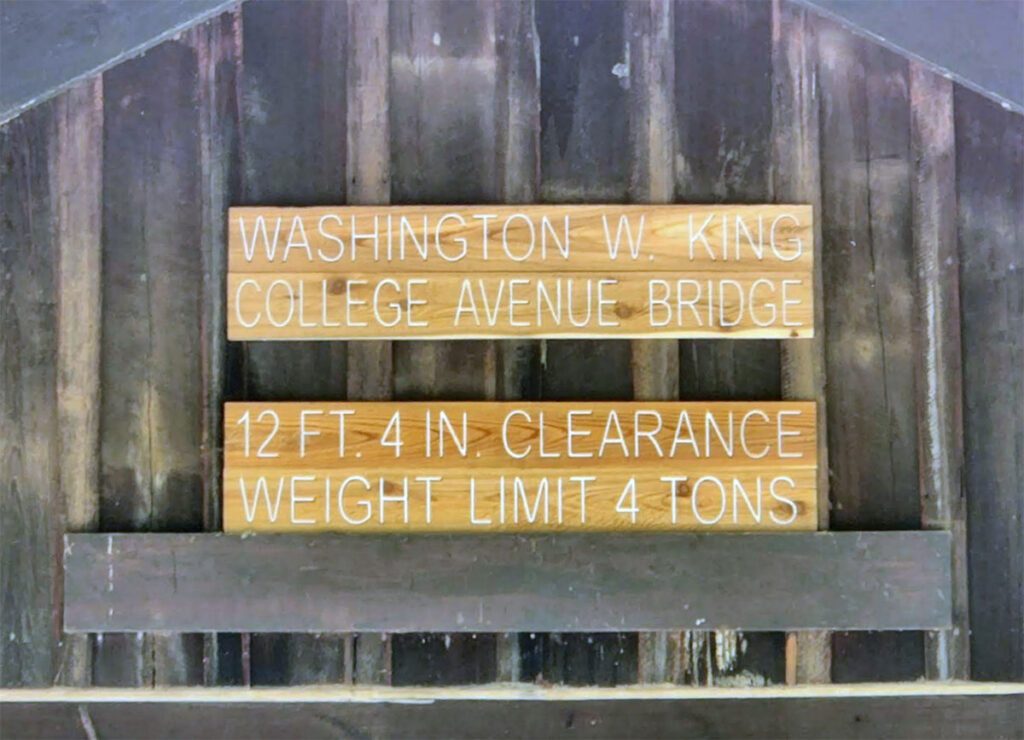 WASHINGTON W. KING
COLLEGE AVENUE BRIDGE
12 FT. 4 IN. CLEARANCE
WEIGHT LIMIT 4 TONS